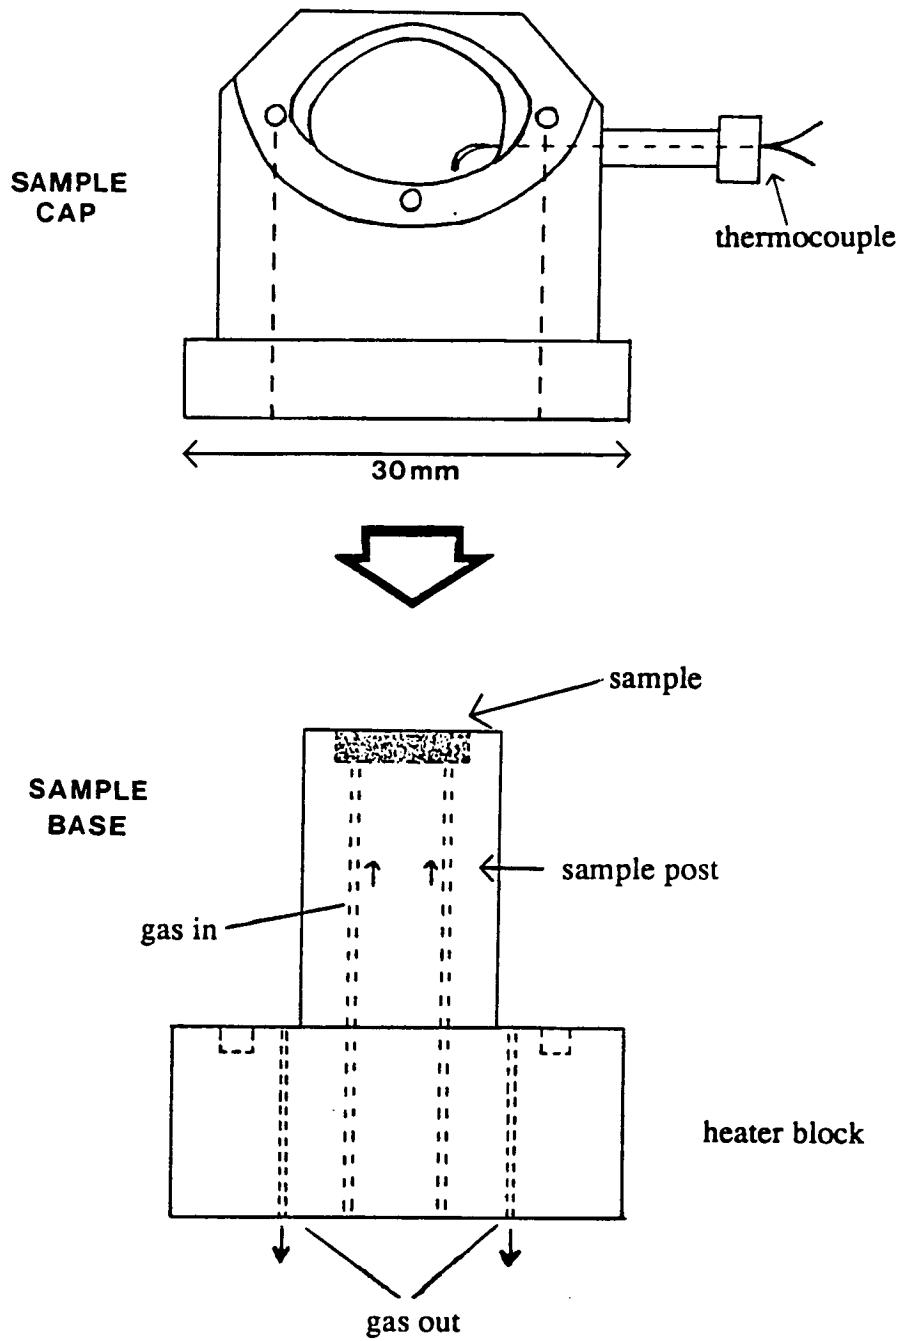 SAMPLE
CAP
thermocouple
30mm
sample
SAMPLE
BASE
sample post
gas in
heater block
gas out